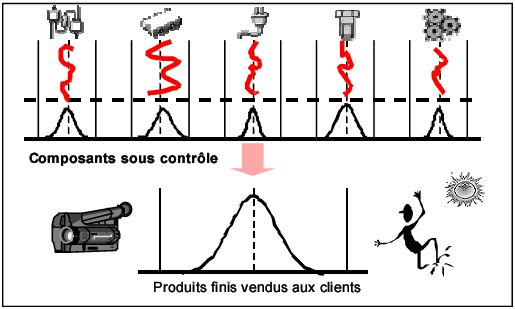 Composants sous contrôle
Produits finis vendus aux clients